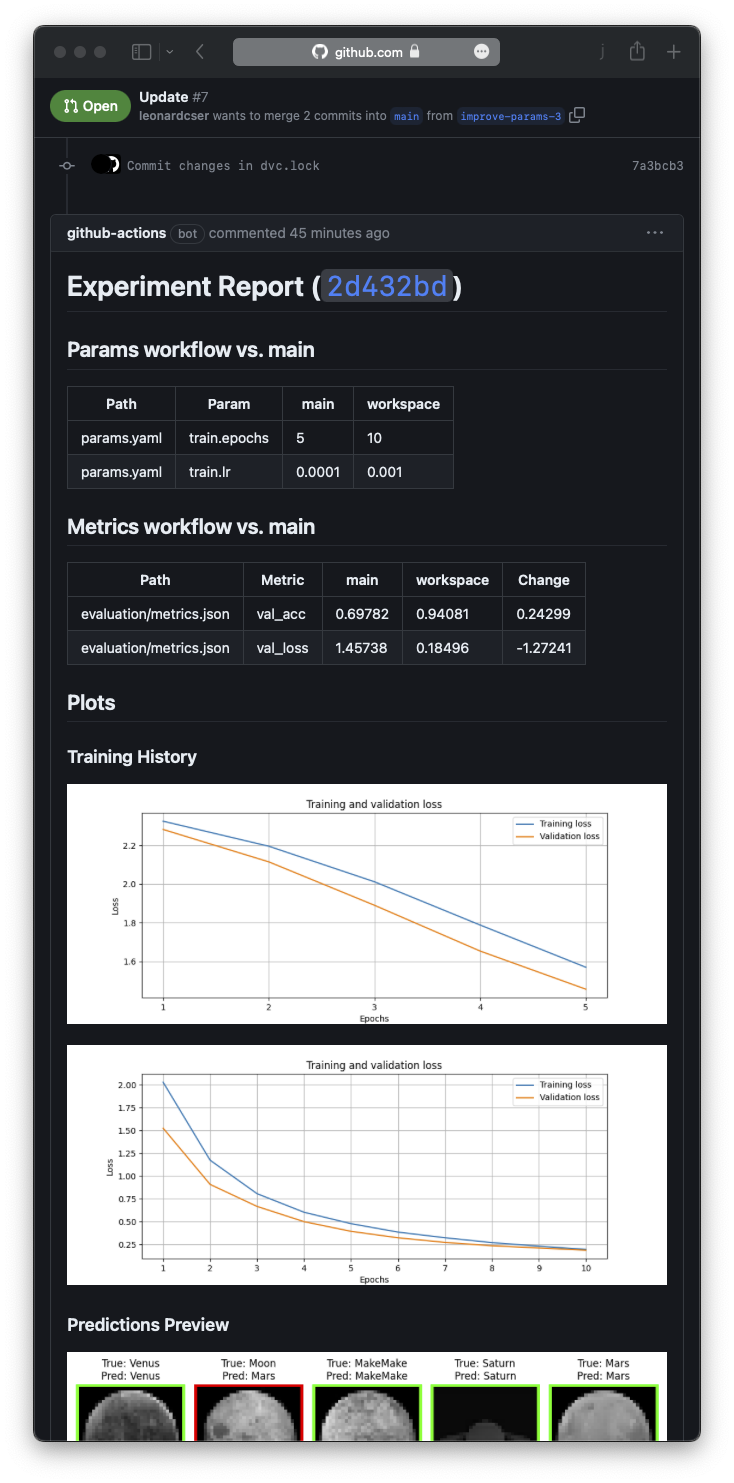 github.com
Open
Update #7
leonardcser wants to merge 2 commits into main from improve-params-3
Commit changes in dvc.lock 7a3bcb3
github-actions bot commented 45 minutes ago
Experiment Report (2d432bd)
Params workflow vs. main
Path Param main workspace
params.yaml train.epochs 5 10
params.yaml train.lr 0.0001 0.001
Metrics workflow vs. main
Path Metric main workspace Change
evaluation/metrics.json val_acc 0.69782 0.94081 0.24299
evaluation/metrics.json val_loss 1.45738 0.18496 -1.27241
Plots
Training History
Training and validation loss
Training loss
Validation loss
2.2
2.0
1.8
1.6
Loss
1 2 3 4 5
Epochs
Training and validation loss
Training loss
Validation loss
2.00
1.75
1.50
1.25
1.00
0.75
0.50
0.25
Loss
1 2 3 4 5 6 7 8 9 10
Epochs
Predictions Preview
True: Venus True: Moon True: MakeMake True: Saturn True: Mars
Pred: Venus Pred: Mars Pred: MakeMake Pred: Saturn Pred: Mars